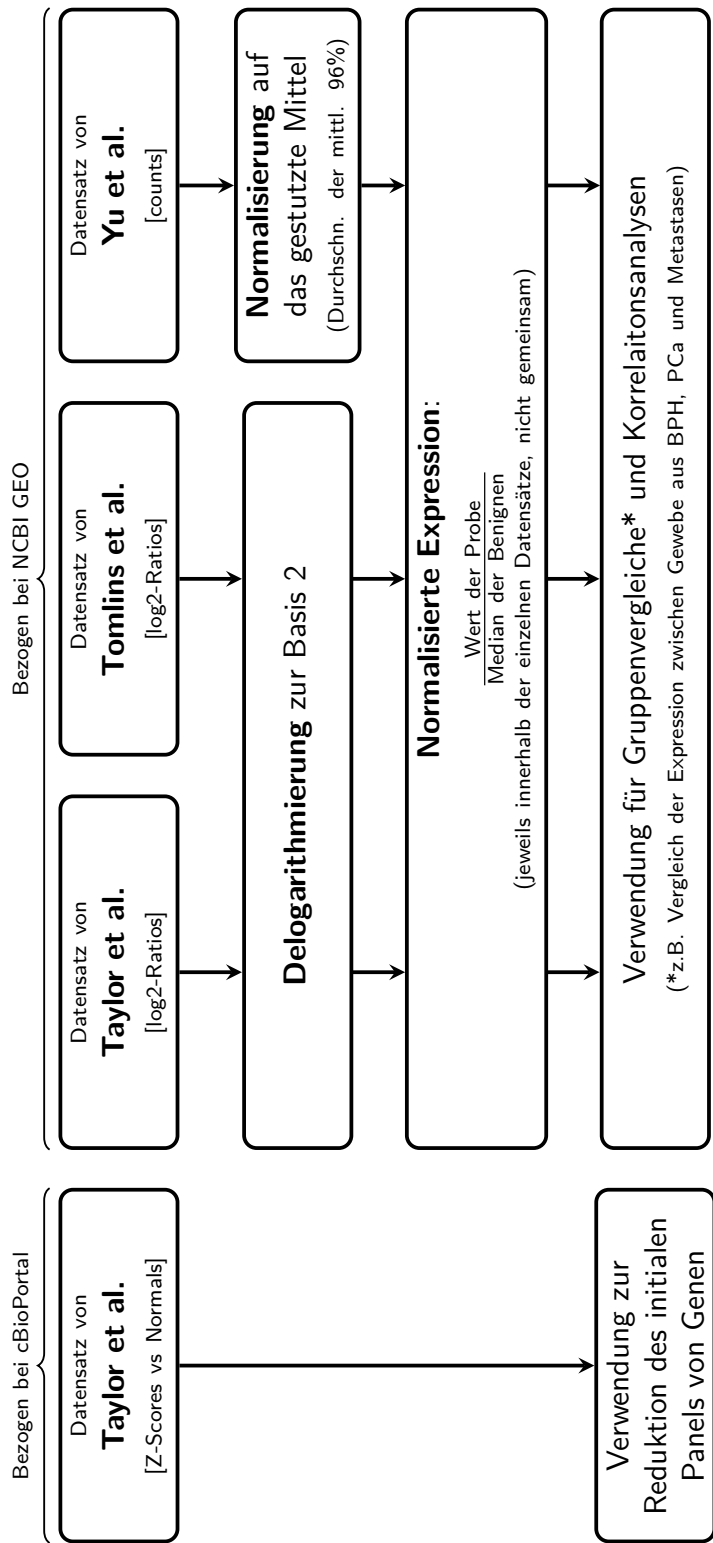 Bezogen bei cBioPortal
Bezogen bei NCBI GEO
Datensatz von
Taylor et al.
[Z-Scores vs Normals]
Datensatz von
Taylor et al.
[log2-Ratios]
Datensatz von
Tomlins et al.
[log2-Ratios]
Datensatz von
Yu et al.
[counts]
Delogarithmierung zur Basis 2
Normalisierung auf
das gestutzte Mittel
(Durchschn. der mittl. 96%)
Normalisierte Expression:
Wert der Probe
Median der Benignen
(jeweils innerhalb der einzelnen Datensätze, nicht gemeinsam)
Verwendung zur
Reduktion des initialen
Panels von Genen
Verwendung für Gruppenvergleiche* und Korrelaitonsanalysen
(*z.B. Vergleich der Expression zwischen Gewebe aus BPH, PCa und Metastasen)